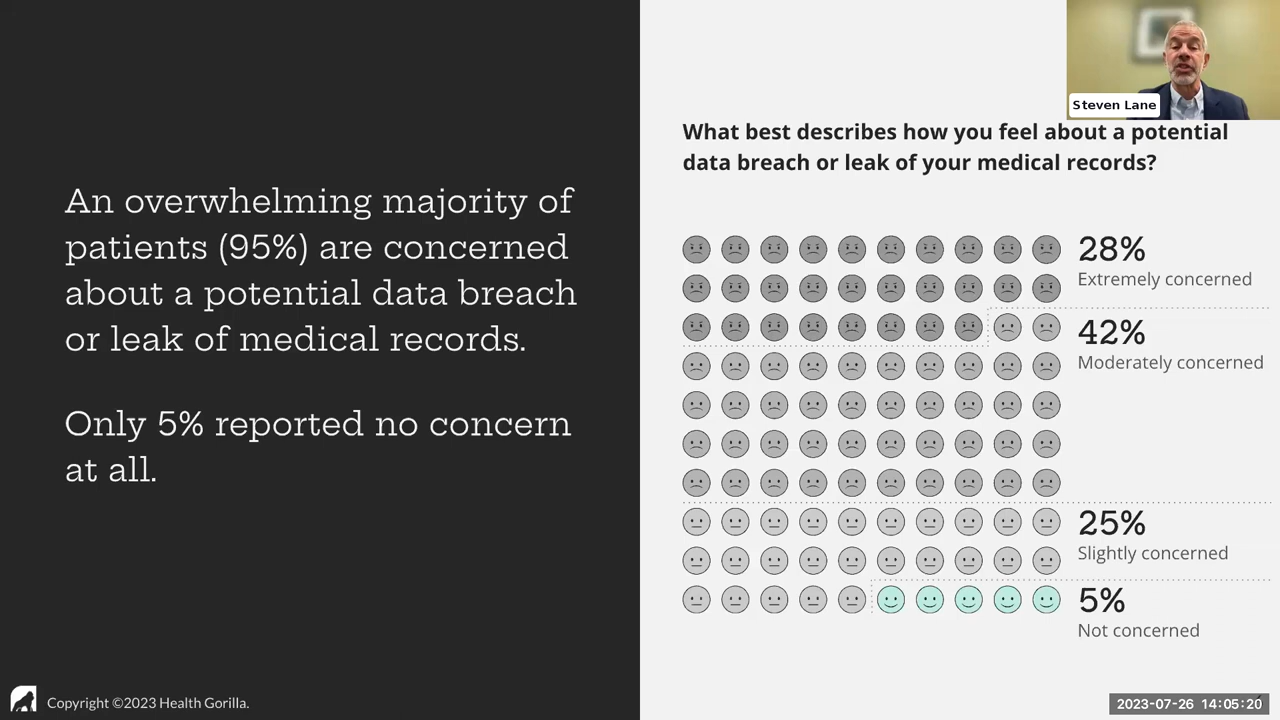 An overwhelming majority of
patients (95%) are concerned
about a potential data breach
or leak of medical records.
Only 5% reported no concern
at all.
Copyright ©2023 Health Gorilla.
Steven Lane
What best describes how you feel about a potential
data breach or leak of your medical records?
28%
Extremely concerned
42%
Moderately concerned
25%
Slightly concerned
5%
Not concerned
2023-07-26 14:05:20